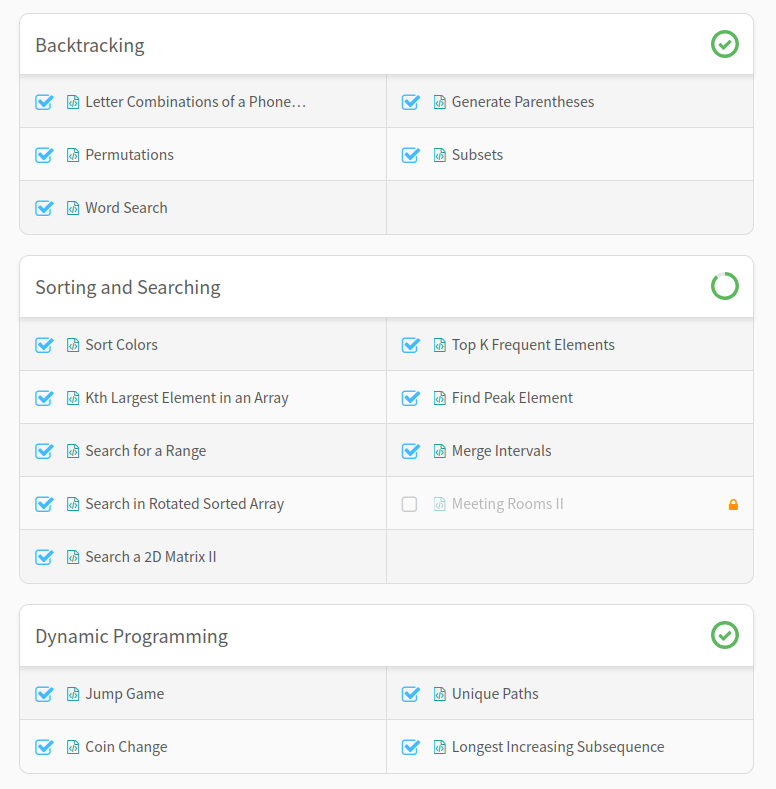 Backtracking
Letter Combinations of a Phone…
Generate Parentheses
Permutations
Subsets
Word Search
Sorting and Searching
Sort Colors
Top K Frequent Elements
Kth Largest Element in an Array
Find Peak Element
Search for a Range
Merge Intervals
Search in Rotated Sorted Array
Meeting Rooms II
Search a 2D Matrix II
Dynamic Programming
Jump Game
Unique Paths
Coin Change
Longest Increasing Subsequence